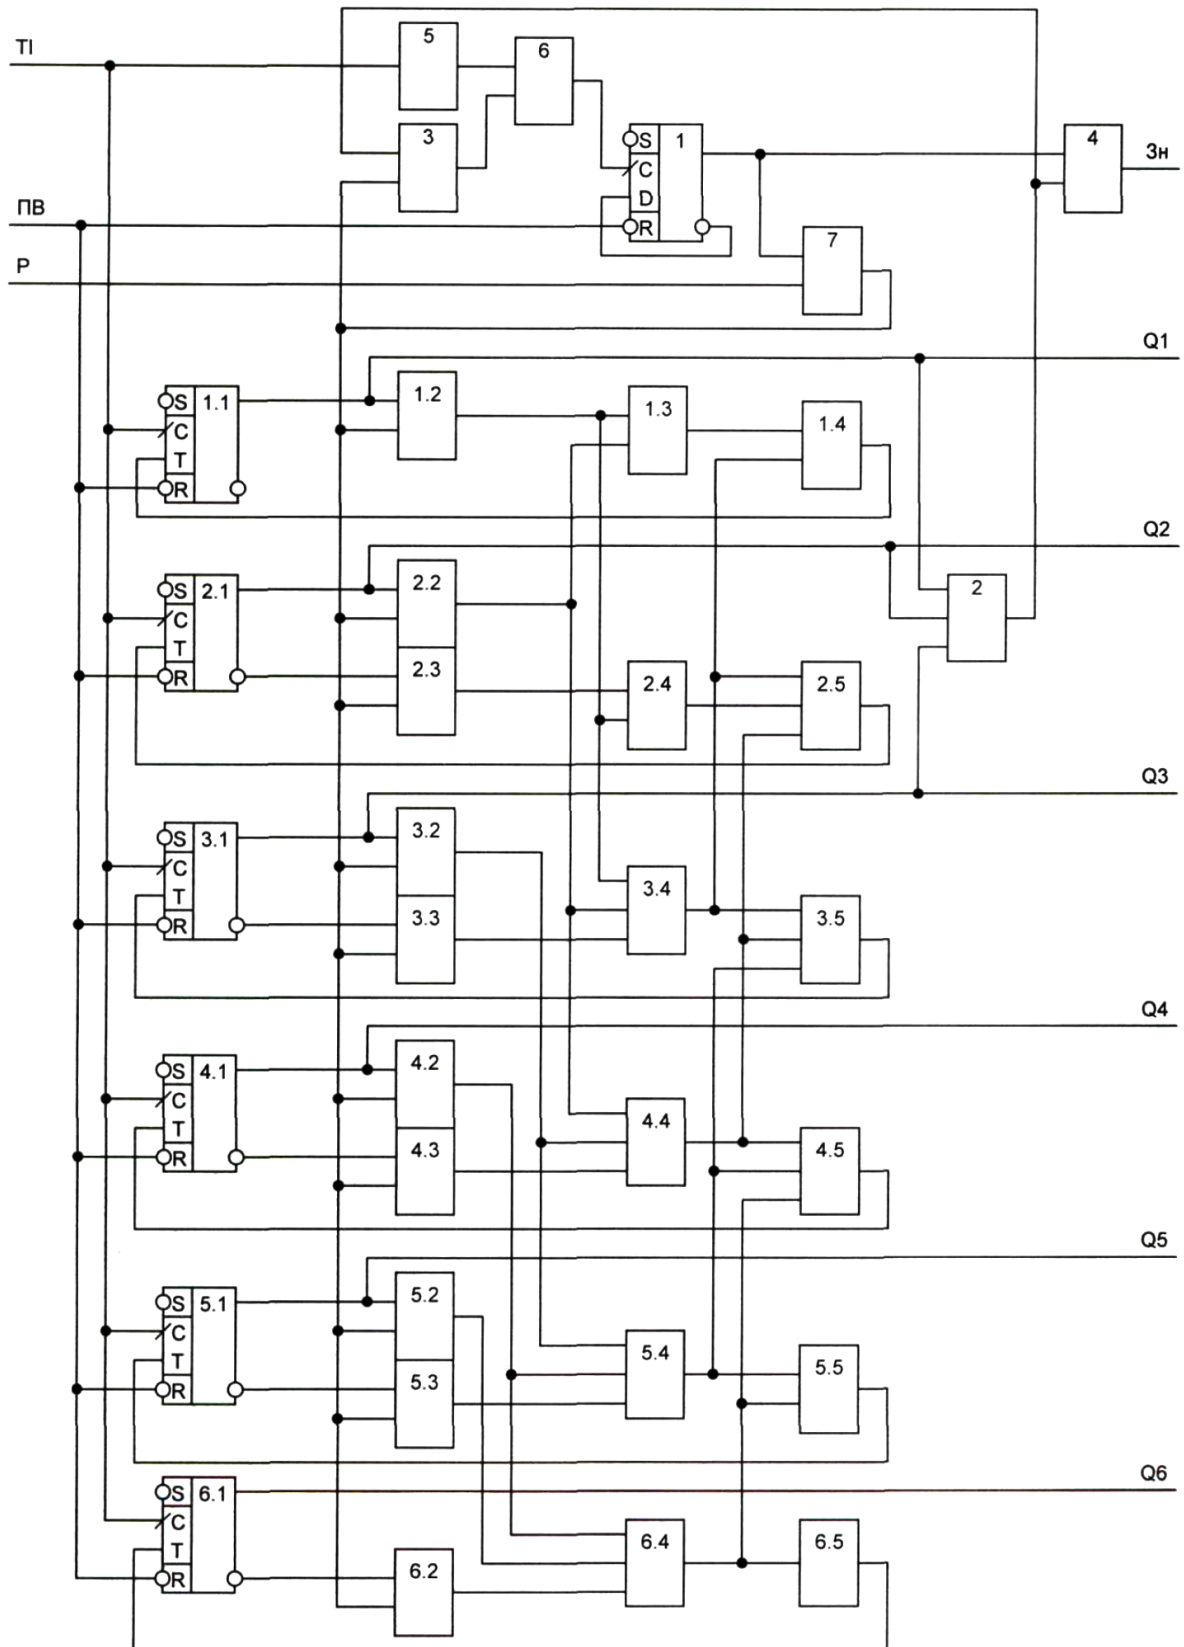 5
6
TI
3
S 1
C
D
R
4
Зн
ПВ
7
P
Q1
S 1.1
C
T
R
1.2
1.3
1.4
Q2
S 2.1
C
T
R
2.2
2.3
2.4
2.5
2
Q3
S 3.1
C
T
R
3.2
3.3
3.4
3.5
Q4
S 4.1
C
T
R
4.2
4.3
4.4
4.5
Q5
S 5.1
C
T
R
5.2
5.3
5.4
5.5
Q6
S 6.1
C
T
R
6.2
6.4
6.5